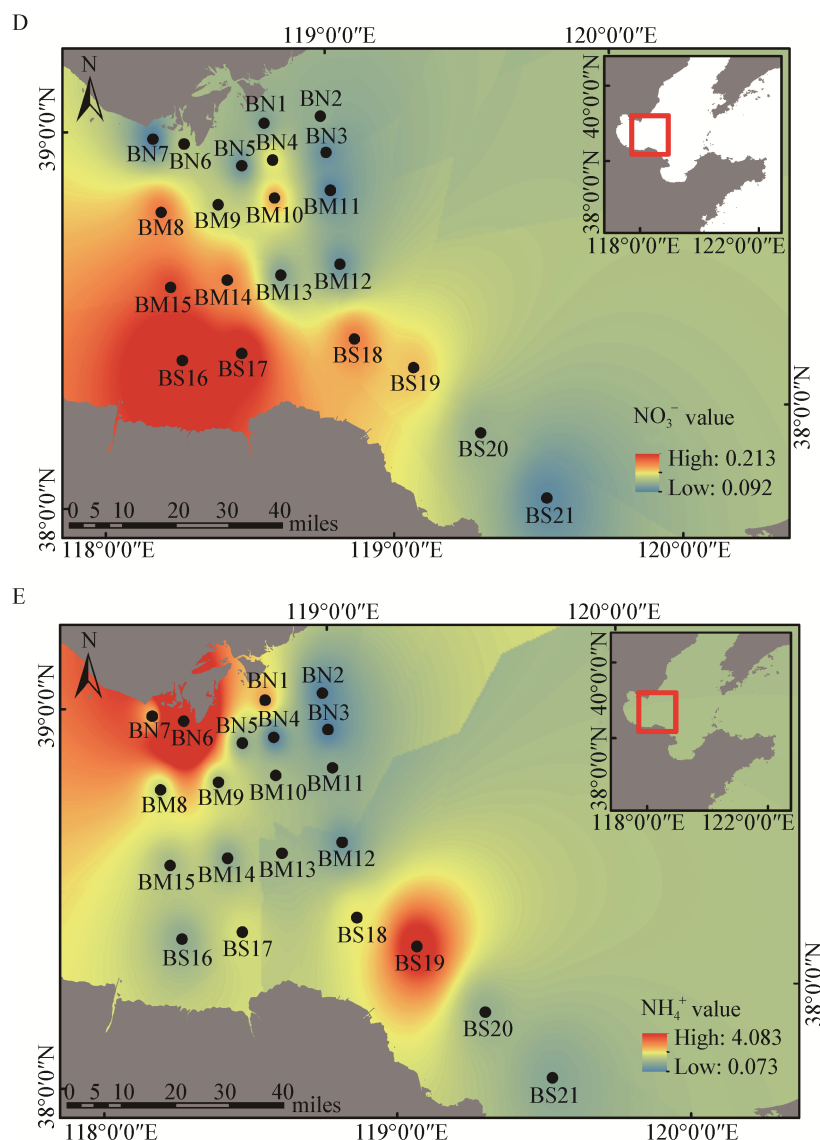 D
119°0′0″E 120°0′0″E
N
39°0′0″N
BN1 BN2
BN3
BN7 BN6 BN5 BN4
BM8 BM9 BM10 BM11
BM15 BM14 BM13 BM12
BS16 BS17 BS18 BS19
BS20
BS21
38°0′0″N 40°0′0″N
118°0′0″E 122°0′0″E
38°0′0″N
NO₃⁻ value
High: 0.213
Low: 0.092
0 5 10 20 30 40
miles
38°0′0″N
118°0′0″E 119°0′0″E 120°0′0″E
E
119°0′0″E 120°0′0″E
N
39°0′0″N
BN1 BN2
BN7 BN6 BN5 BN4 BN3
BM8 BM9 BM10 BM11
BM15 BM14 BM13 BM12
BS16 BS17 BS18 BS19
BS20
BS21
38°0′0″N 40°0′0″N
118°0′0″E 122°0′0″E
38°0′0″N
NH₄⁺ value
High: 4.083
Low: 0.073
0 5 10 20 30 40
miles
38°0′0″N
118°0′0″E 119°0′0″E 120°0′0″E